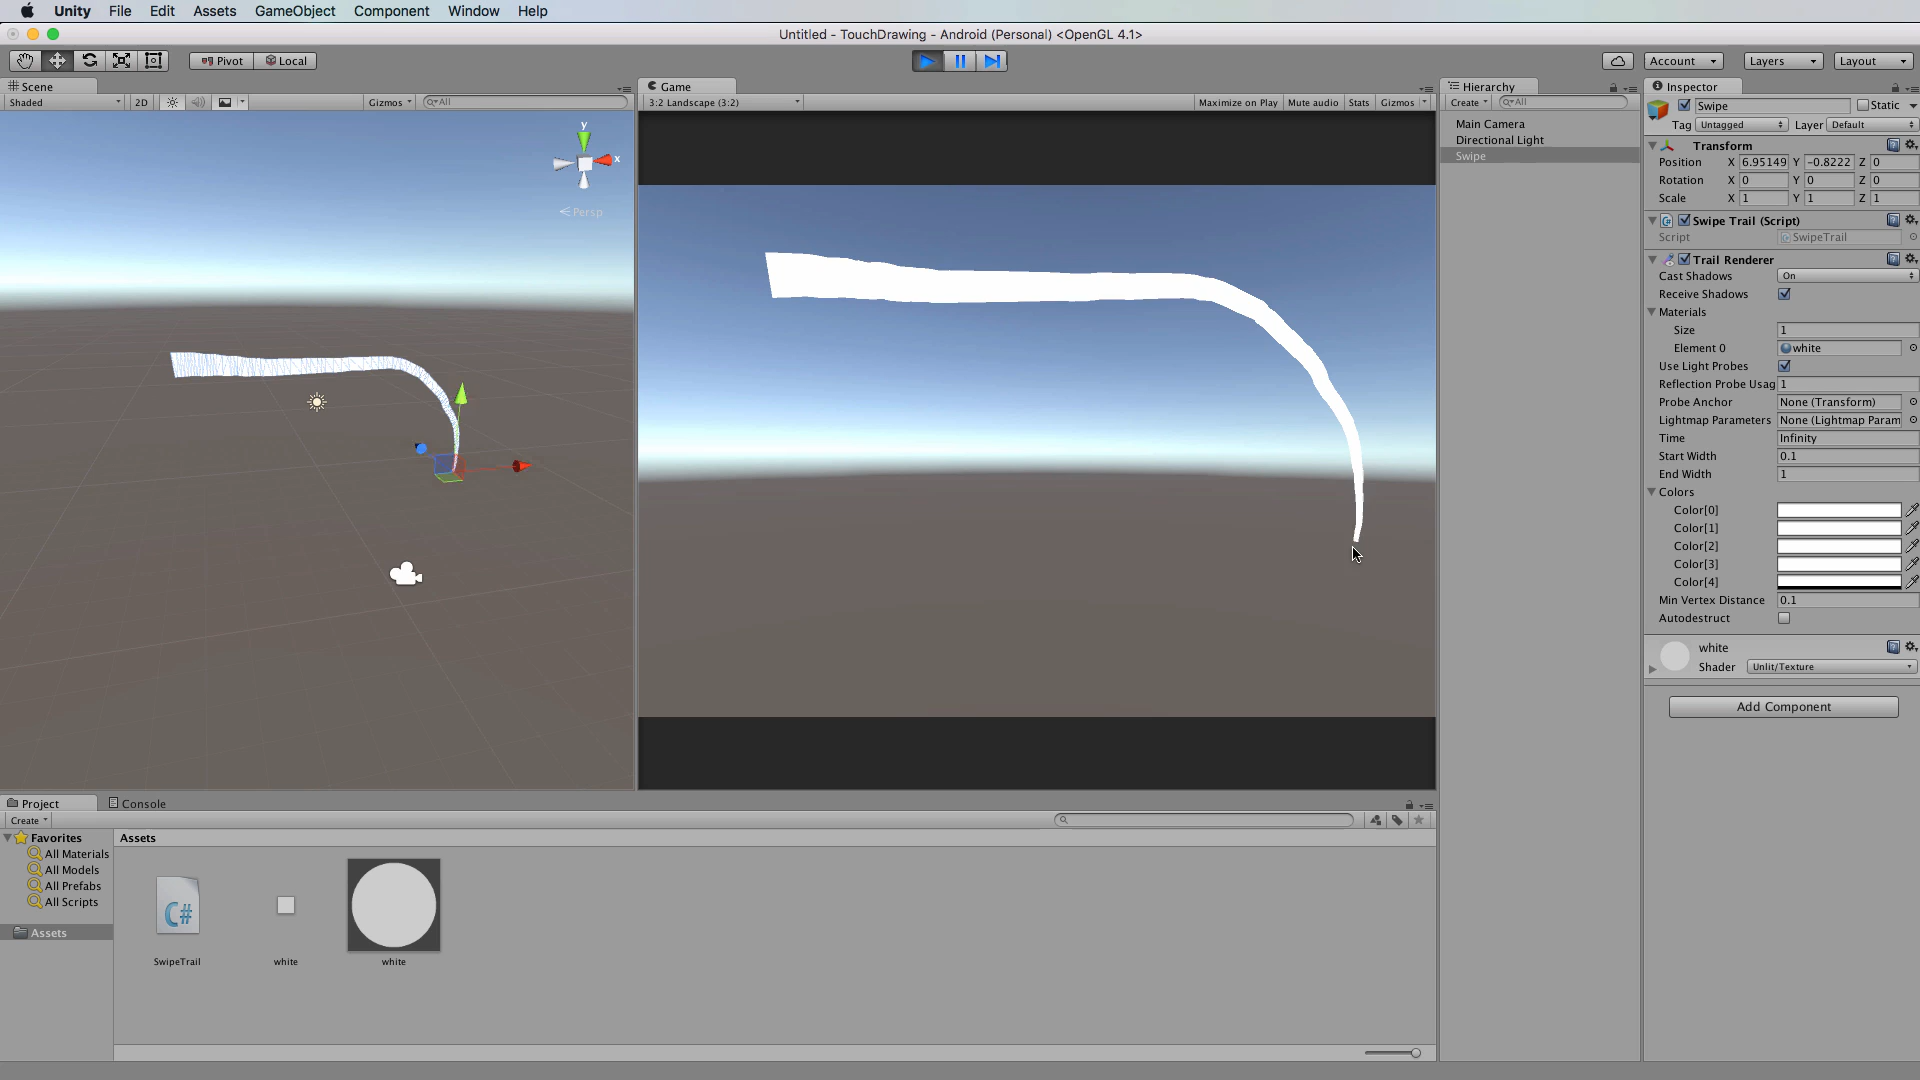 Unity File Edit Assets GameObject Component Window Help
Untitled - TouchDrawing - Android (Personal) <OpenGL 4.1>
Pivot Local Account Layers Layout
Scene
Shaded 2D Gizmos All
y
x
Persp
Game
3:2 Landscape (3:2) Maximize on Play Mute audio Stats Gizmos
Hierarchy
Create All
Main Camera
Directional Light
Swipe
Inspector
Swipe Static
Tag Untagged Layer Default
Transform
Position X 6.95149 Y -0.8222 Z 0
Rotation X 0 Y 0 Z 0
Scale X 1 Y 1 Z 1
Swipe Trail (Script)
Script SwipeTrail
Trail Renderer
Cast Shadows On
Receive Shadows
Materials
Size 1
Element 0 white
Use Light Probes
Reflection Probe Usag 1
Probe Anchor None (Transform)
Lightmap Parameters None (Lightmap Param
Time Infinity
Start Width 0.1
End Width 1
Colors
Color[0]
Color[1]
Color[2]
Color[3]
Color[4]
Min Vertex Distance 0.1
Autodestruct
white
Shader Unlit/Texture
Add Component
Project Console
Create
Favorites
All Materials
All Models
All Prefabs
All Scripts
Assets
Assets
C#
SwipeTrail white white